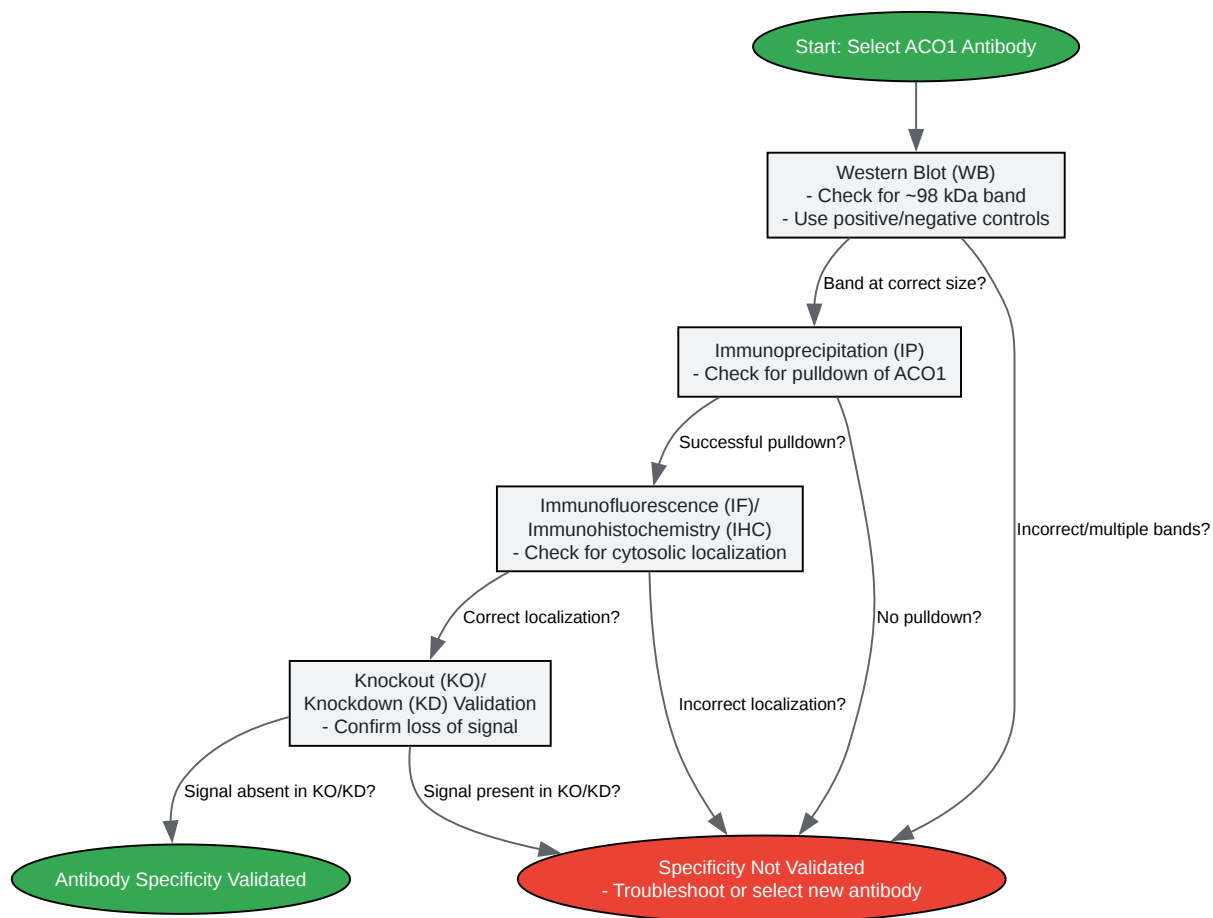 Start: Select ACO1 Antibody
Western Blot (WB)
- Check for ~98 kDa band
- Use positive/negative controls
Band at correct size?
Immunoprecipitation (IP)
- Check for pulldown of ACO1
Successful pulldown?
Immunofluorescence (IF)/
Immunohistochemistry (IHC)
- Check for cytosolic localization
Incorrect/multiple bands?
Correct localization?
No pulldown?
Knockout (KO)/
Knockdown (KD) Validation
- Confirm loss of signal
Incorrect localization?
Signal absent in KO/KD?
Signal present in KO/KD?
Antibody Specificity Validated
Specificity Not Validated
- Troubleshoot or select new antibody